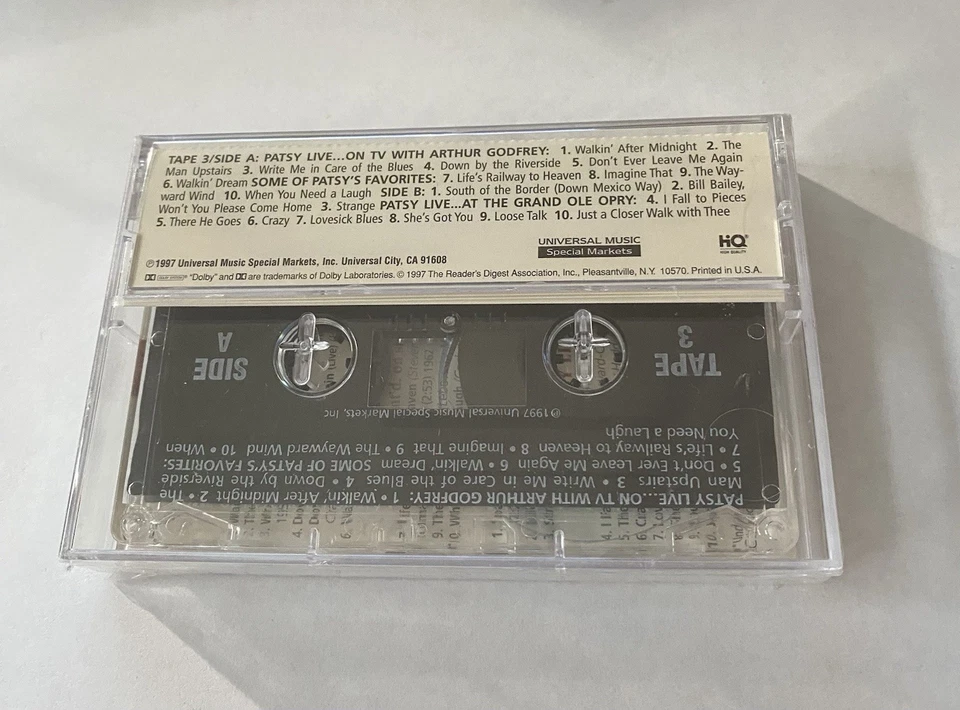 TAPE 3/SIDE A: PATSY LIVE...ON TV WITH ARTHUR GODFREY: 1. Walkin' After Midnight 2. The
Man Upstairs 3. Write Me in Care of the Blues 4. Down by the Riverside 5. Don't Ever Leave Me Again
6. Walkin' Dream SOME OF PATSY'S FAVORITES: 7. Life's Railway to Heaven 8. Imagine That 9. The Way-
ward Wind 10. When You Need a Laugh SIDE B: 1. South of the Border (Down Mexico Way) 2. Bill Bailey,
Won't You Please Come Home 3. Strange PATSY LIVE...AT THE GRAND OLE OPRY: 4. I Fall to Pieces
5. There He Goes 6. Crazy 7. Lovesick Blues 8. She's Got You 9. Loose Talk 10. Just a Closer Walk with Thee
UNIVERSAL MUSIC
Special Markets
HiQ®
HIGH QUALITY
℗1997 Universal Music Special Markets, Inc. Universal City, CA 91608
"Dolby" and are trademarks of Dolby Laboratories. © 1997 The Reader's Digest Association, Inc., Pleasantville, N.Y. 10570. Printed in U.S.A.
PATSY LIVE...ON TV WITH ARTHUR GODFREY: 1 • Walkin' After Midnight 2 • The
Man Upstairs 3 • Write Me in Care of the Blues 4 • Down by the Riverside
5 • Don't Ever Leave Me Again 6 • Walkin' Dream SOME OF PATSY'S FAVORITES:
7 • Life's Railway to Heaven 8 • Imagine That 9 • The Wayward Wind 10 • When
You Need a Laugh
℗ 1997 Universal Music Special Markets, Inc
TAPE
3
SIDE
A
(2:53) 1962